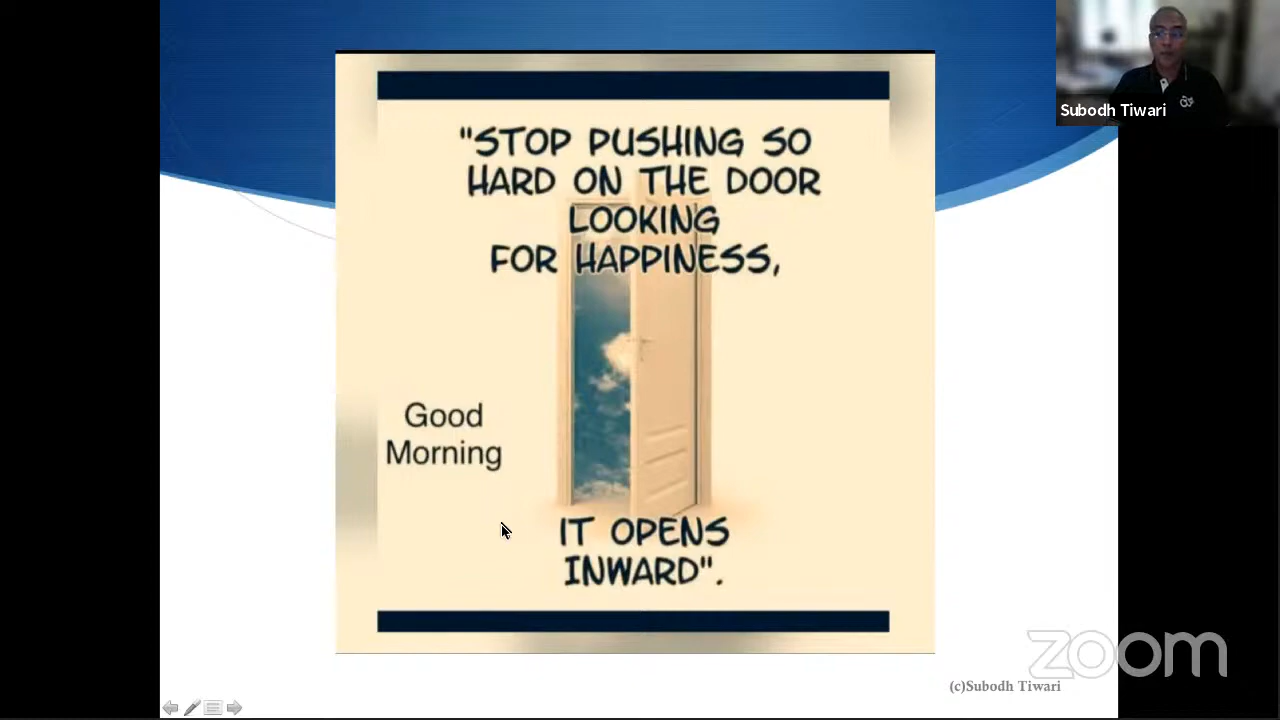 Subodh Tiwari
"STOP PUSHING SO
HARD ON THE DOOR
LOOKING
FOR HAPPINESS,
Good
Morning
IT OPENS
INWARD".
zoom
(c)Subodh Tiwari